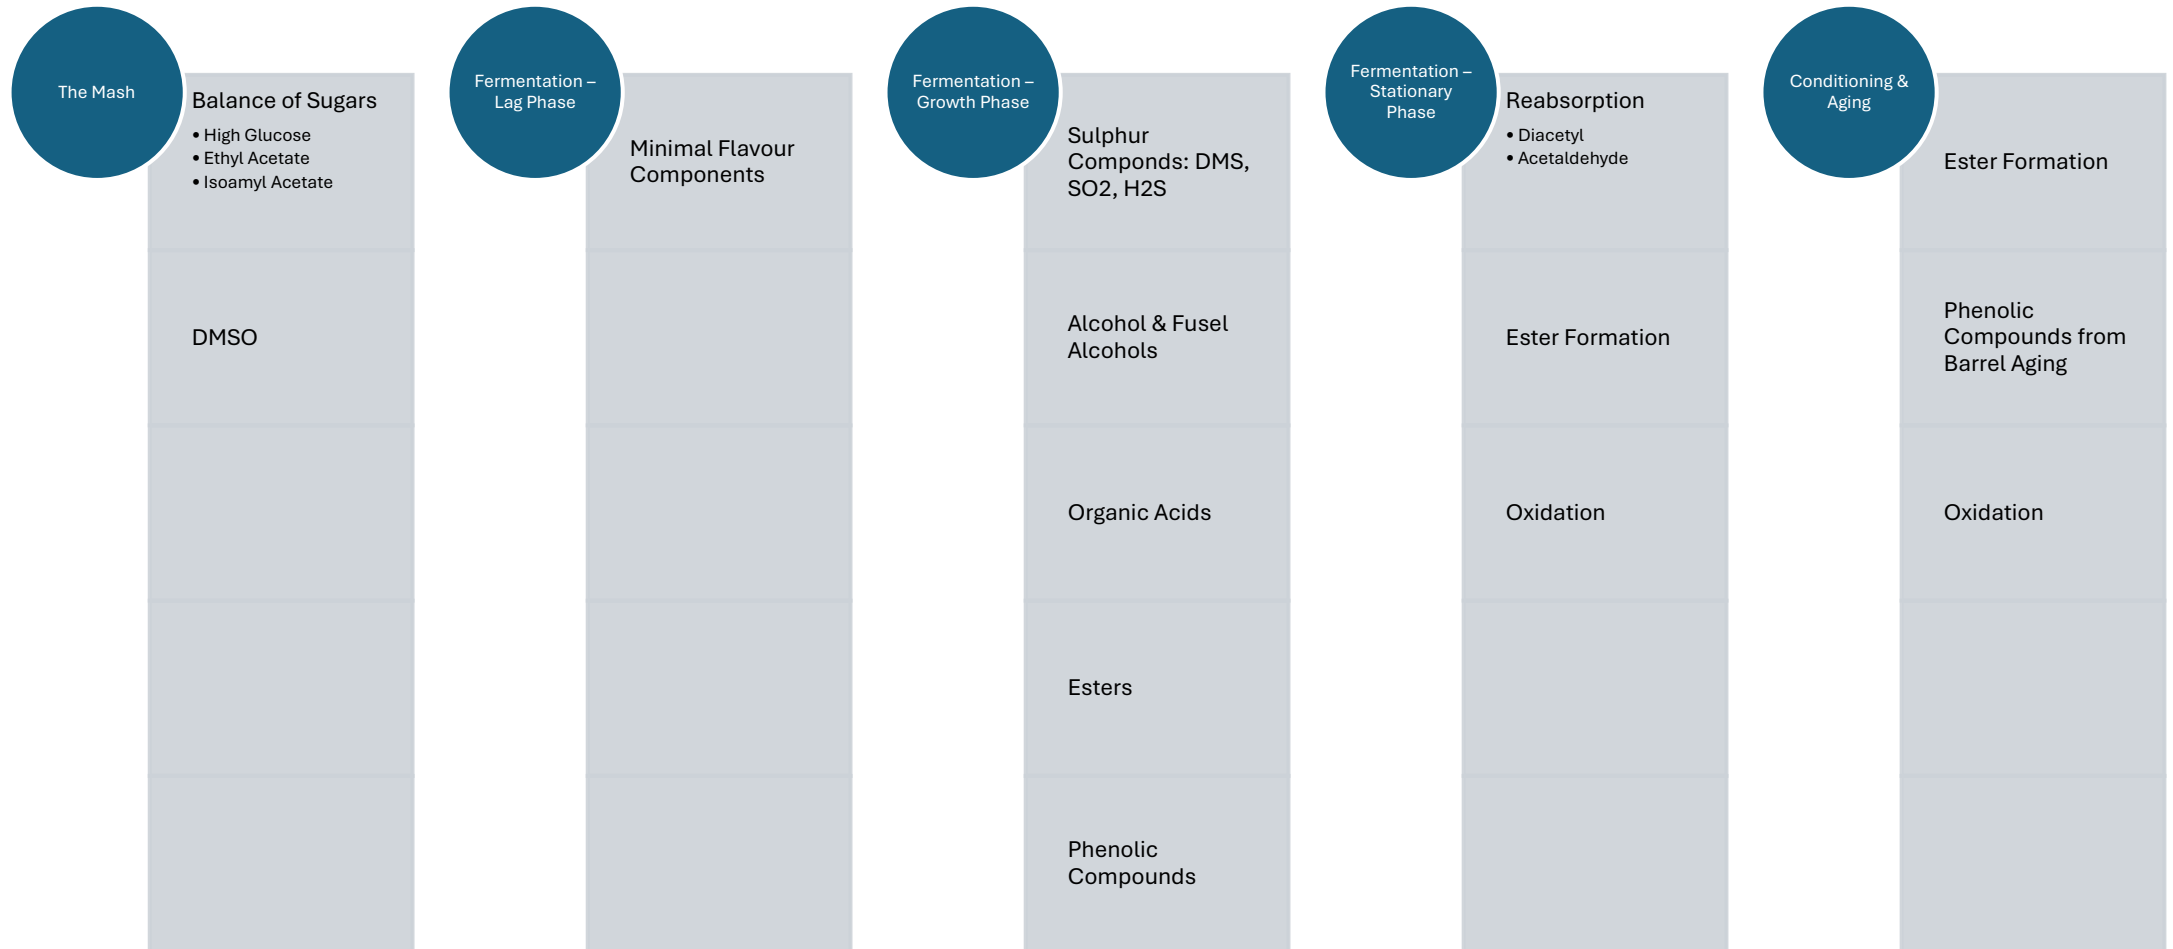 The Mash
Balance of Sugars
• High Glucose
• Ethyl Acetate
• Isoamyl Acetate
DMSO
Fermentation –
Lag Phase
Minimal Flavour
Components
Fermentation –
Growth Phase
Sulphur
Componds: DMS,
SO2, H2S
Alcohol & Fusel
Alcohols
Organic Acids
Esters
Phenolic
Compounds
Fermentation –
Stationary
Phase
Reabsorption
• Diacetyl
• Acetaldehyde
Ester Formation
Oxidation
Conditioning &
Aging
Ester Formation
Phenolic
Compounds from
Barrel Aging
Oxidation